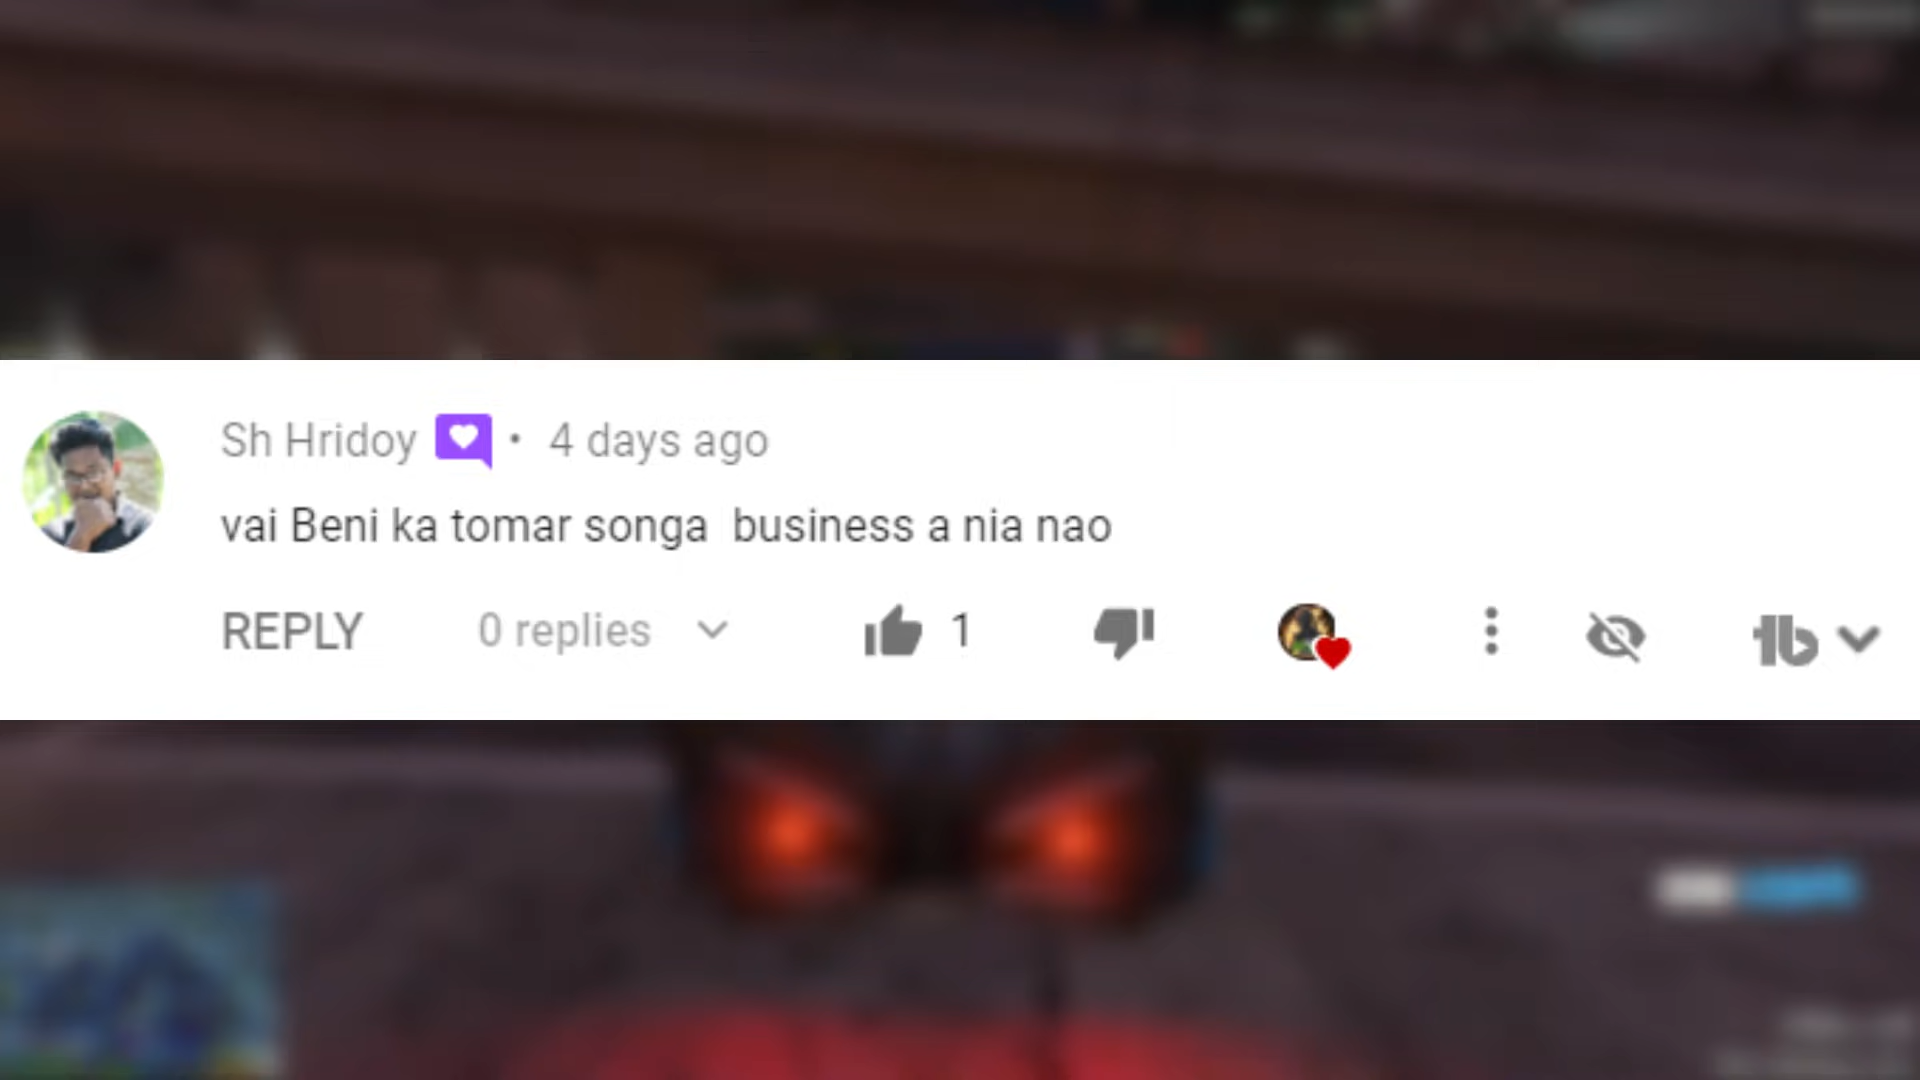 Sh Hridoy • 4 days ago
vai Beni ka tomar songa business a nia nao
REPLY 0 replies 1